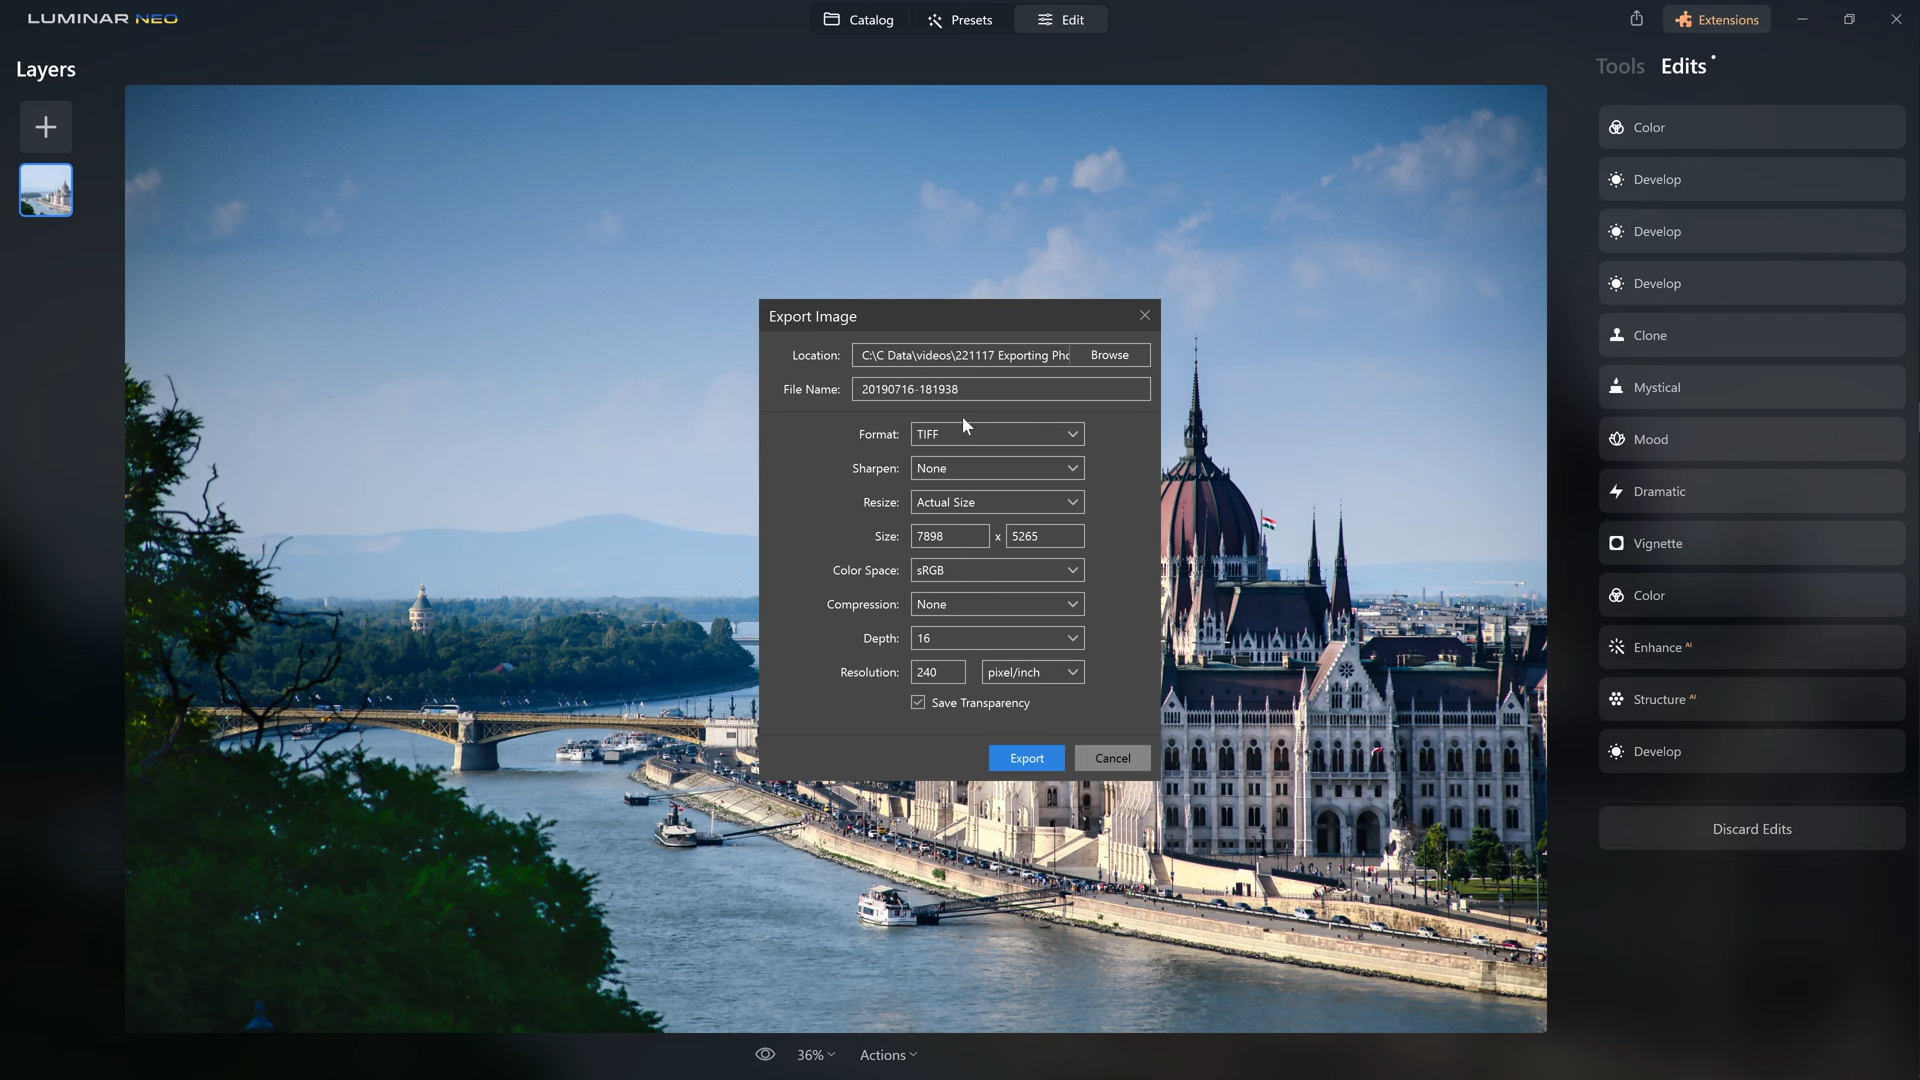 LUMINAR NEO
Catalog
Presets
Edit
Extensions
Layers
Tools
Edits
Color
Develop
Develop
Develop
Clone
Mystical
Mood
Dramatic
Vignette
Color
Enhance AI
Structure AI
Develop
Discard Edits
Export Image
Location: C:\C Data\videos\221117 Exporting Pho Browse
File Name: 20190716-181938
Format: TIFF
Sharpen: None
Resize: Actual Size
Size: 7898 x 5265
Color Space: sRGB
Compression: None
Depth: 16
Resolution: 240 pixel/inch
Save Transparency
Export
Cancel
36%
Actions